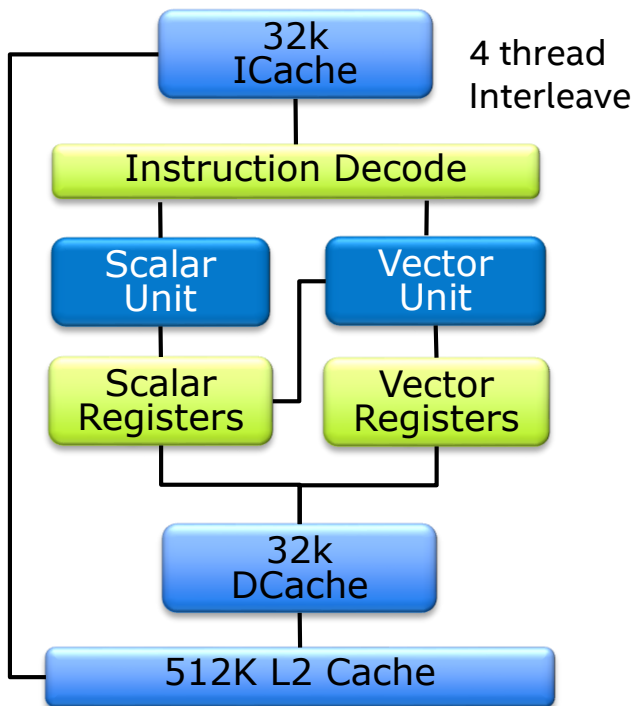 32k
ICache
4 thread
Interleave
Instruction Decode
Scalar
Unit
Vector
Unit
Scalar
Registers
Vector
Registers
32k
DCache
512K L2 Cache